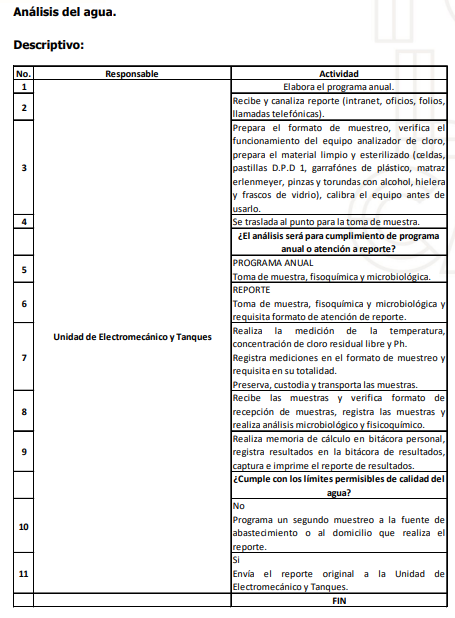 Análisis del agua.
Descriptivo:
No. Responsable Actividad
1 Elabora el programa anual.
2 Recibe y canaliza reporte (intranet, oficios, folios,
llamadas telefónicas).
Prepara el formato de muestreo, verifica el
funcionamiento del equipo analizador de cloro,
prepara el material limpio y esterilizado (celdas,
3 pastillas D.P.D 1, garrafónes de plástico, matraz
erlenmeyer, pinzas y torundas con alcohol, hielera
y frascos de vidrio), calibra el equipo antes de
usarlo.
4 Se traslada al punto para la toma de muestra.
¿El análisis será para cumplimiento de programa
anual o atención a reporte?
5 PROGRAMA ANUAL
Toma de muestra, fisoquímica y microbiológica.
REPORTE
6 Toma de muestra, fisoquímica y microbiológica y
requisita formato de atención de reporte.
Unidad de Electromecánico y Tanques
Realiza la medición de la temperatura,
concentración de cloro residual libre y Ph.
7 Registra mediciones en el formato de muestreo y
requisita en su totalidad.
Preserva, custodia y transporta las muestras.
Recibe las muestras y verifica formato de
8 recepción de muestras, registra las muestras y
realiza análisis microbiológico y fisicoquímico.
Realiza memoria de cálculo en bitácora personal,
9 registra resultados en la bitácora de resultados,
captura e imprime el reporte de resultados.
¿Cumple con los límites permisibles de calidad del
agua?
No
10 Programa un segundo muestreo a la fuente de
abastecimiento o al domicilio que realiza el
reporte.
Si
11 Envía el reporte original a la Unidad de
Electromecánico y Tanques.
FIN